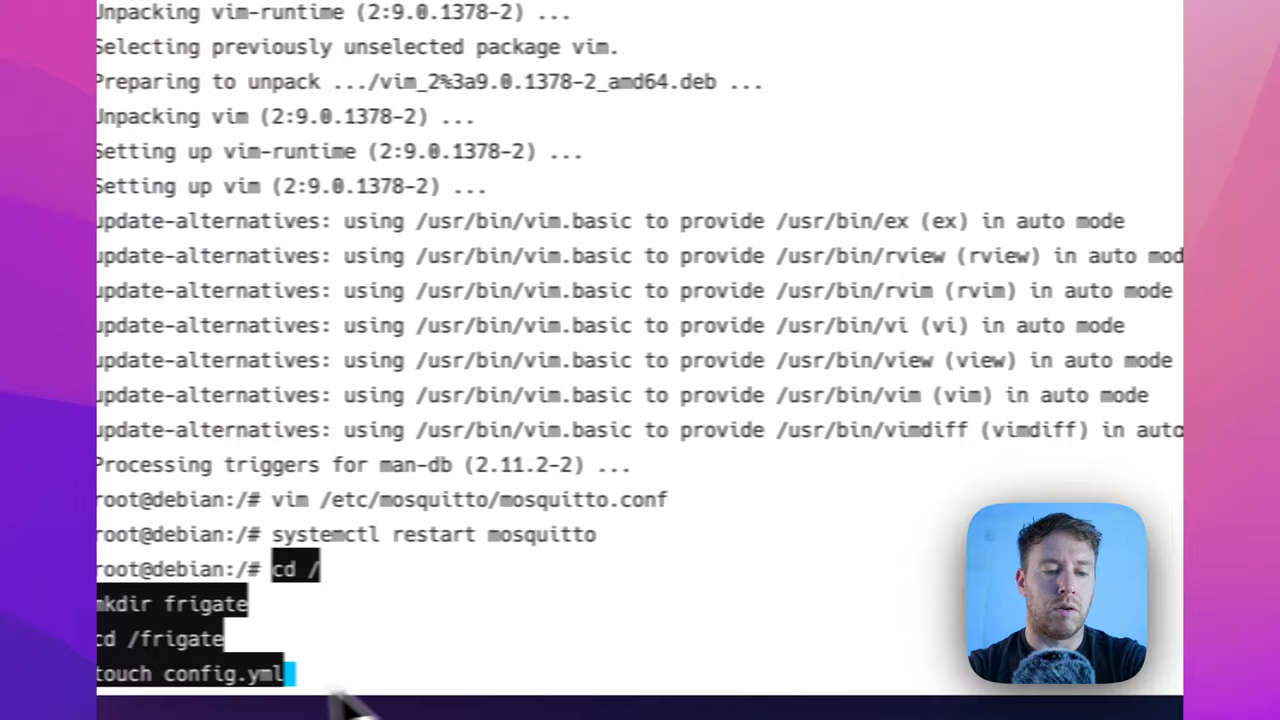 Unpacking vim-runtime (2:9.0.1378-2) ...
Selecting previously unselected package vim.
Preparing to unpack .../vim_2%3a9.0.1378-2_amd64.deb ...
Unpacking vim (2:9.0.1378-2) ...
Setting up vim-runtime (2:9.0.1378-2) ...
Setting up vim (2:9.0.1378-2) ...
update-alternatives: using /usr/bin/vim.basic to provide /usr/bin/ex (ex) in auto mode
update-alternatives: using /usr/bin/vim.basic to provide /usr/bin/rview (rview) in auto mod
update-alternatives: using /usr/bin/vim.basic to provide /usr/bin/rvim (rvim) in auto mode
update-alternatives: using /usr/bin/vim.basic to provide /usr/bin/vi (vi) in auto mode
update-alternatives: using /usr/bin/vim.basic to provide /usr/bin/view (view) in auto mode
update-alternatives: using /usr/bin/vim.basic to provide /usr/bin/vim (vim) in auto mode
update-alternatives: using /usr/bin/vim.basic to provide /usr/bin/vimdiff (vimdiff) in auto
Processing triggers for man-db (2.11.2-2) ...
root@debian:/# vim /etc/mosquitto/mosquitto.conf
root@debian:/# systemctl restart mosquitto
root@debian:/# cd /
mkdir frigate
cd /frigate
touch config.yml